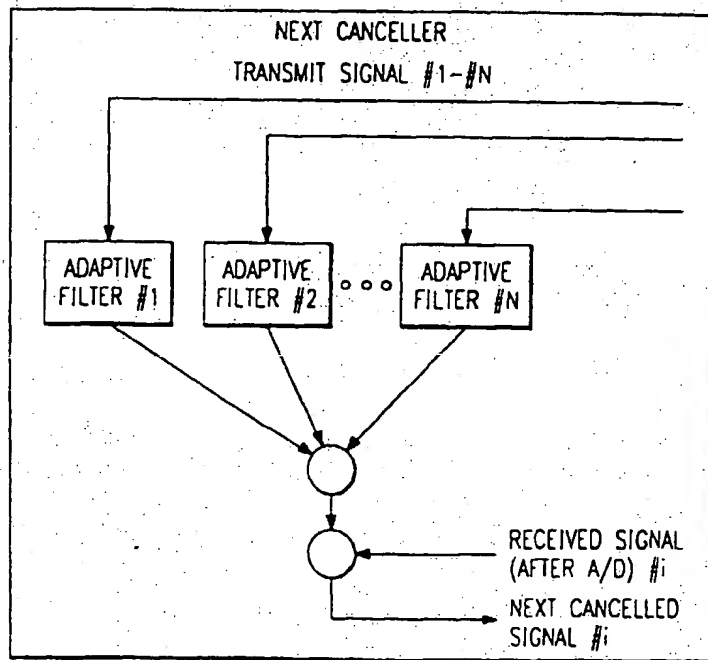 NEXT CANCELLER
TRANSMIT SIGNAL #1-#N
ADAPTIVE
FILTER #1
ADAPTIVE
FILTER #2
ADAPTIVE
FILTER #N
RECEIVED SIGNAL
(AFTER A/D) #i
NEXT CANCELLED
SIGNAL #i